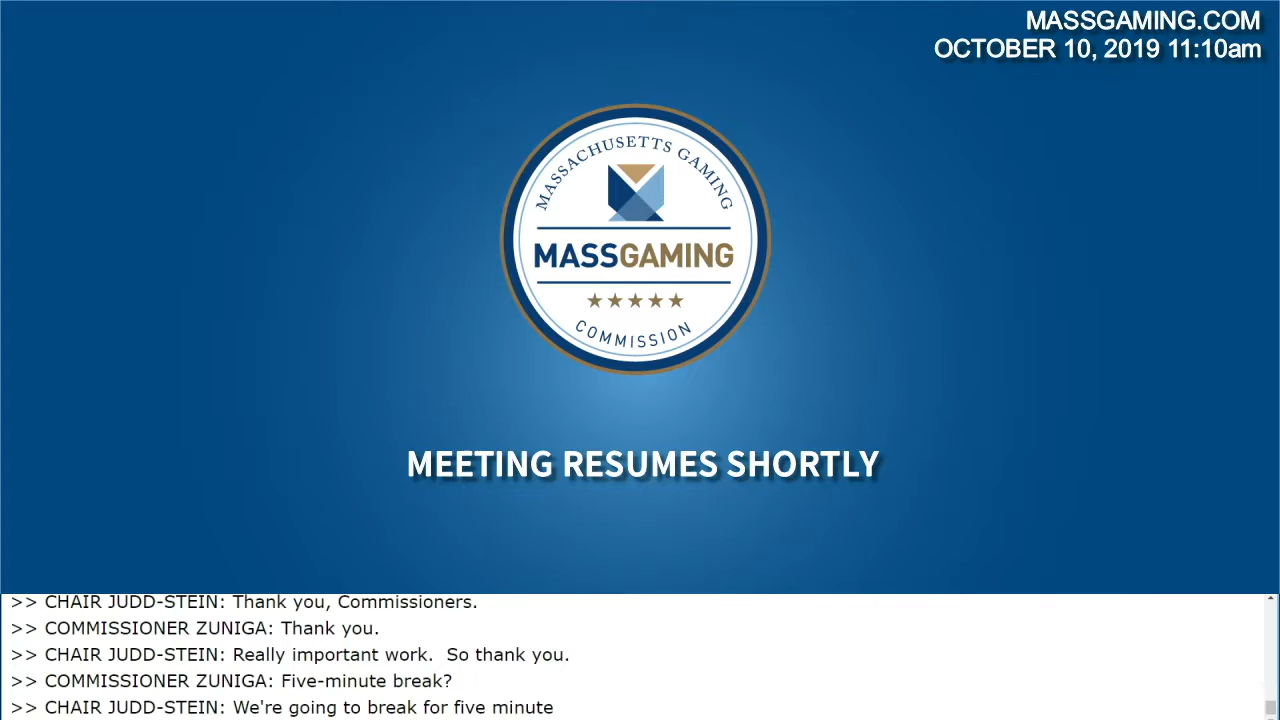 MASSGAMING.COM
OCTOBER 10, 2019 11:10am
MASSACHUSETTS GAMING
MASSGAMING
COMMISSION
MEETING RESUMES SHORTLY
>> CHAIR JUDD-STEIN: Thank you, Commissioners.
>> COMMISSIONER ZUNIGA: Thank you.
>> CHAIR JUDD-STEIN: Really important work.  So thank you.
>> COMMISSIONER ZUNIGA: Five-minute break?
>> CHAIR JUDD-STEIN: We're going to break for five minute